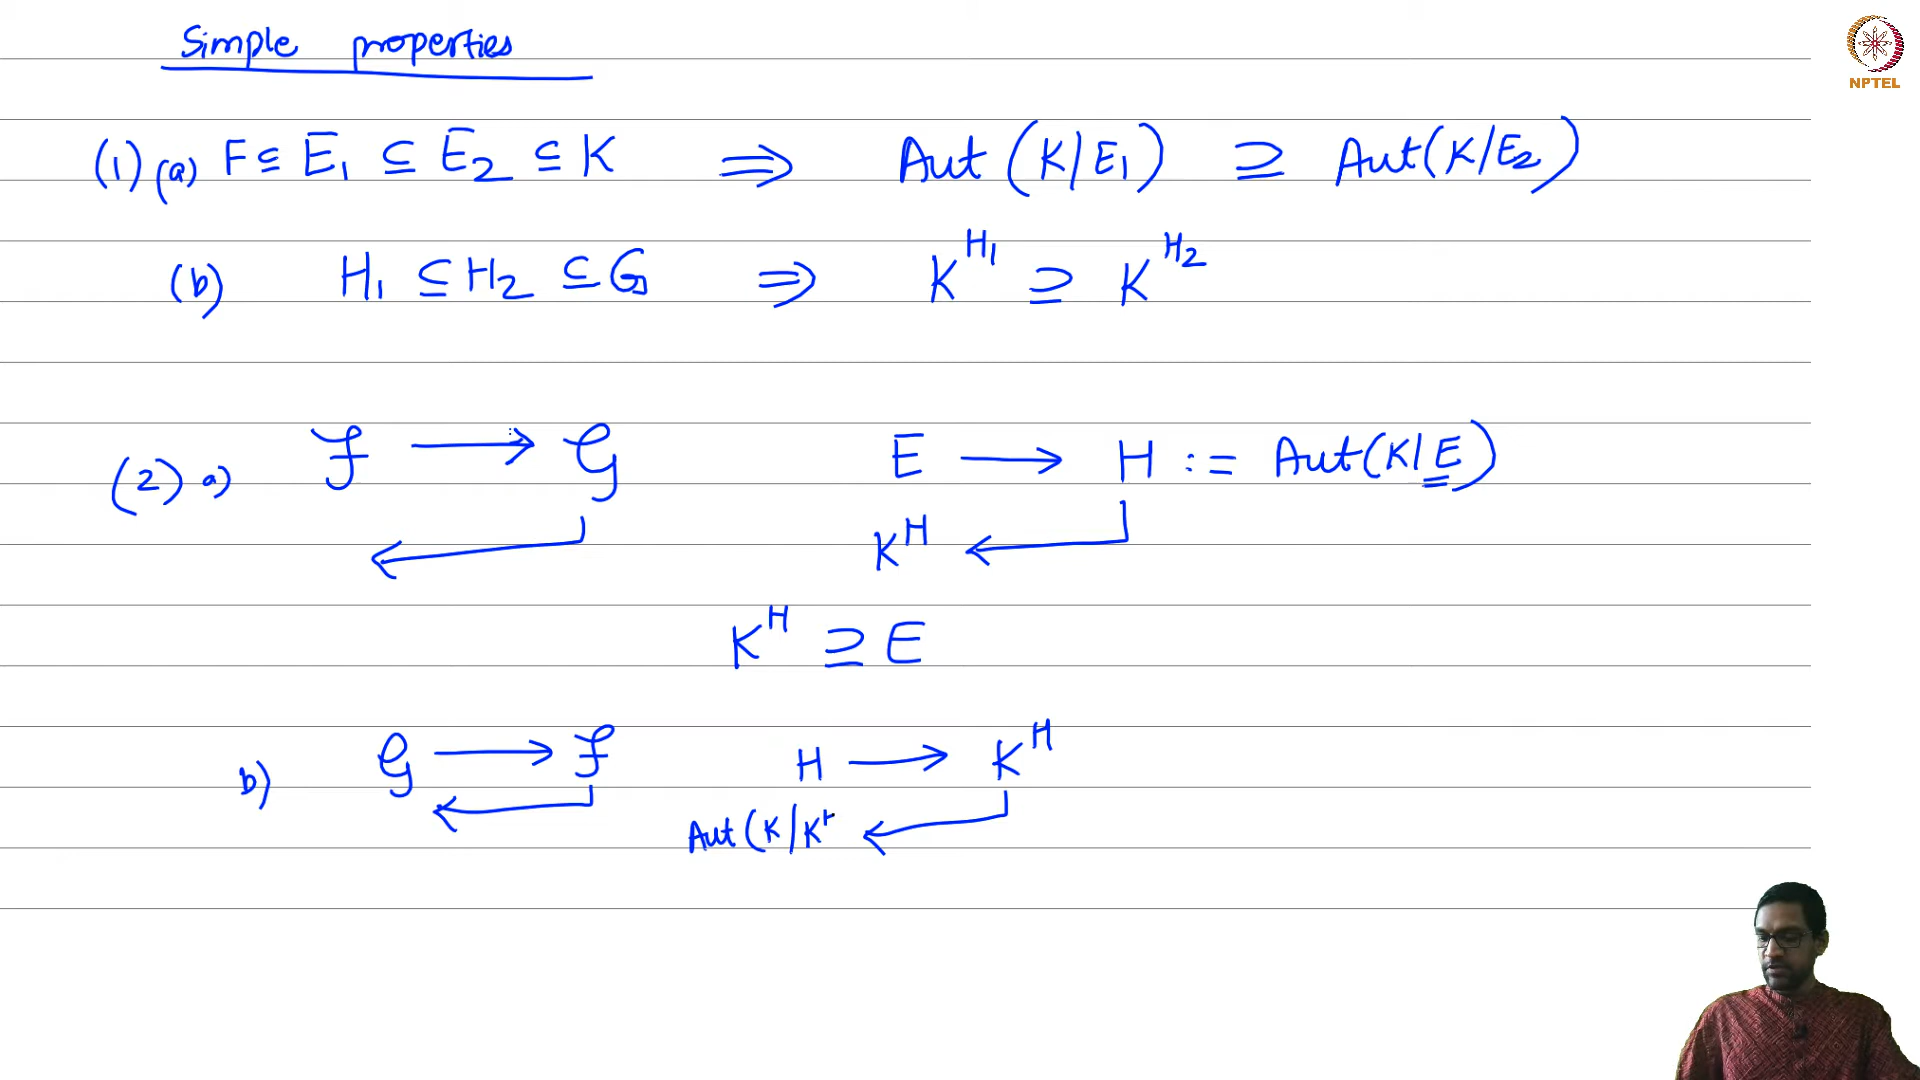 Simple properties
NPTEL
(1) (a) F ⊆ E₁ ⊆ E₂ ⊆ K ⟹ Aut(K/E₁) ⊇ Aut(K/E₂)
(b) H₁ ⊆ H₂ ⊆ G ⟹ K^{H₁} ⊇ K^{H₂}
(2) a) ℱ ⟶ 𝒢 E ⟶ H := Aut(K/E)
K^H ⟵
K^H ⊇ E
b) 𝒢 ⟶ ℱ H ⟶ K^H
Aut(K/K^H ⟵